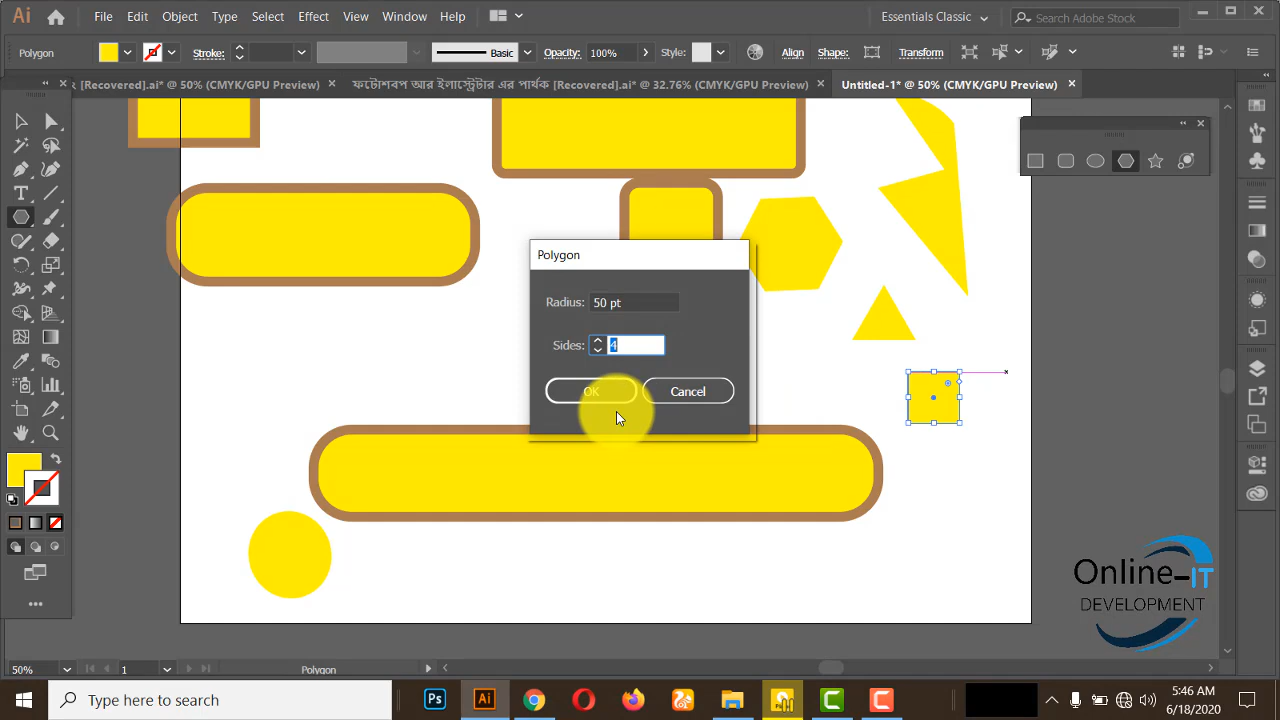 Ai File Edit Object Type Select Effect View Window Help Essentials Classic Search Adobe Stock
Polygon Stroke: Basic Opacity: 100% Style: Align Shape: Transform
[Recovered].ai* @ 50% (CMYK/GPU Preview) × ফটোশবপ আর ইলাস্ট্রেটার এর পার্থক [Recovered].ai* @ 32.76% (CMYK/GPU Preview) × Untitled-1* @ 50% (CMYK/GPU Preview) ×
Polygon
Radius: 50 pt
Sides: 4
OK Cancel
Online-IT
DEVELOPMENT
50% 1 Polygon
Type here to search Ps Ai 5:46 AM
6/18/2020